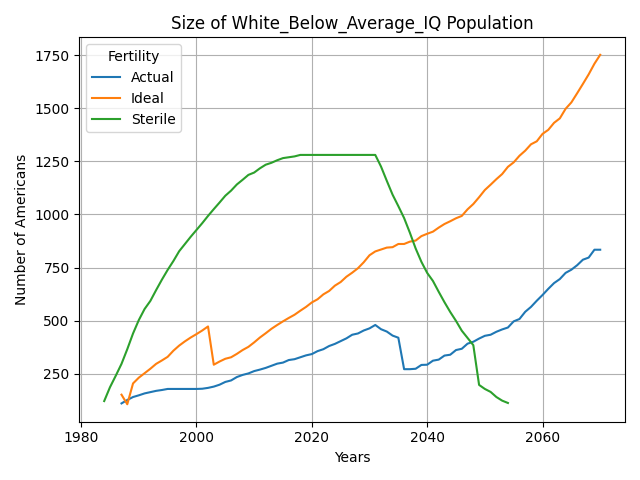 Size of White_Below_Average_IQ Population
Fertility
Actual
Ideal
Sterile
Number of Americans
1750
1500
1250
1000
750
500
250
1980
2000
2020
2040
2060
Years